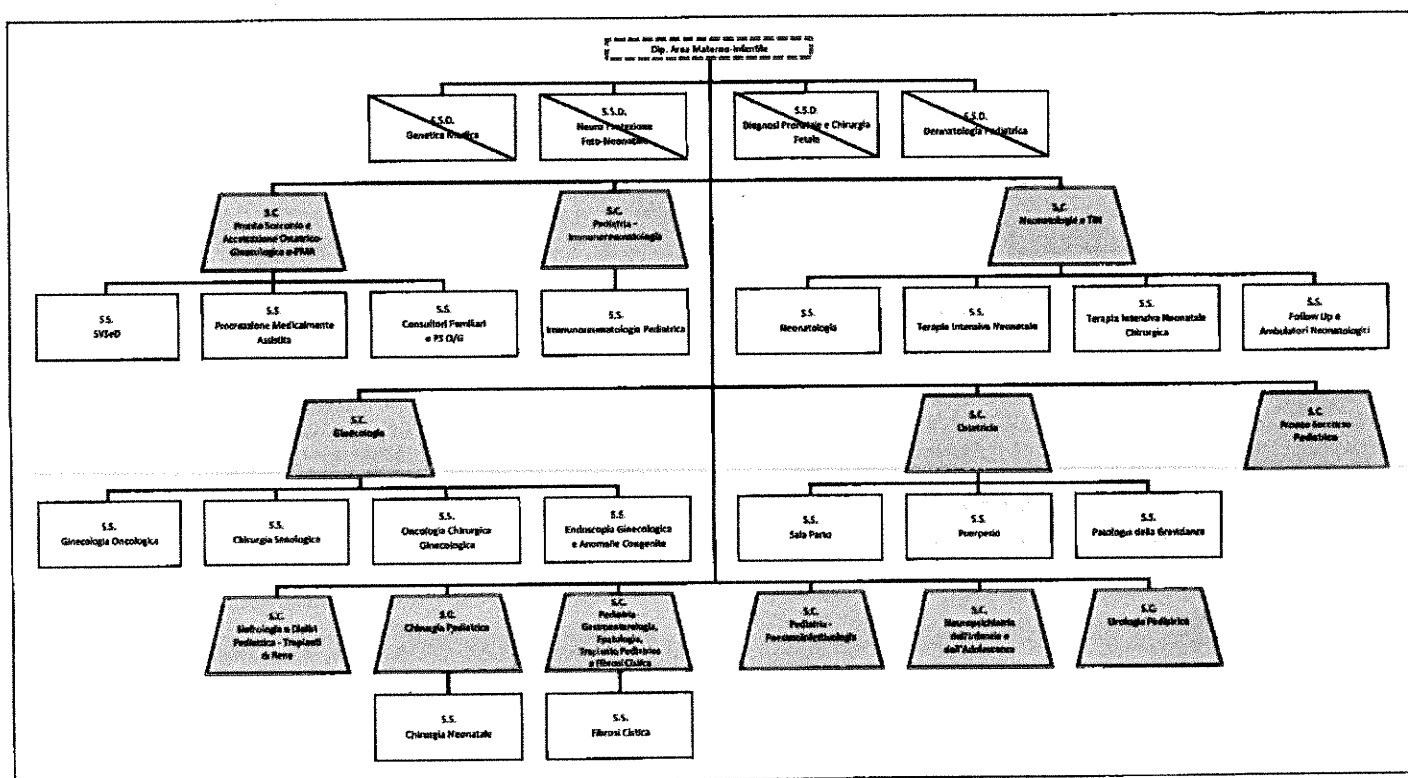 Dip. Area Materno-Infantile
S.S.D.
Genetica Medica
S.S.D.
Neuro Protezione
Feto-Neonatale
S.S.D.
Diagnosi Prenatale e Chirurgia
Fetale
S.S.D.
Dermatologia Pediatrica
S.C.
Pronto Soccorso e
Accettazione Ostetrico-
Ginecologica e PMA
S.C.
Pediatria -
Immunoreumatologia
S.C.
Neonatologia e TIN
S.S.
SVSeD
S.S.
Procreazione Medicalmente
Assistita
S.S.
Consultori Familiari
e PS O/G
S.S.
Immunoreumatologia Pediatrica
S.S.
Neonatologia
S.S.
Terapia Intensiva Neonatale
S.S.
Terapia Intensiva Neonatale
Chirurgica
S.S.
Follow Up e
Ambulatori Neonatologici
S.C.
Ginecologia
S.C.
Ostetricia
S.C.
Pronto Soccorso
Pediatrico
S.S.
Ginecologia Oncologica
S.S.
Chirurgia Senologica
S.S.
Oncologia Chirurgica
Ginecologica
S.S.
Endoscopia Ginecologica
e Anomalie Congenite
S.S.
Sala Parto
S.S.
Puerperio
S.S.
Patologia della Gravidanza
S.C.
Nefrologia e Dialisi
Pediatrica - Trapianti
di Rene
S.C.
Chirurgia Pediatrica
S.C.
Pediatria
Gastroenterologia,
Epatologia,
Trapianto Pediatrico
e Fibrosi Cistica
S.C.
Pediatria -
Pneumoinfettivologia
S.C.
Neuropsichiatria
dell'Infanzia e
dell'Adolescenza
S.C.
Urologia Pediatrica
S.S.
Chirurgia Neonatale
S.S.
Fibrosi Cistica